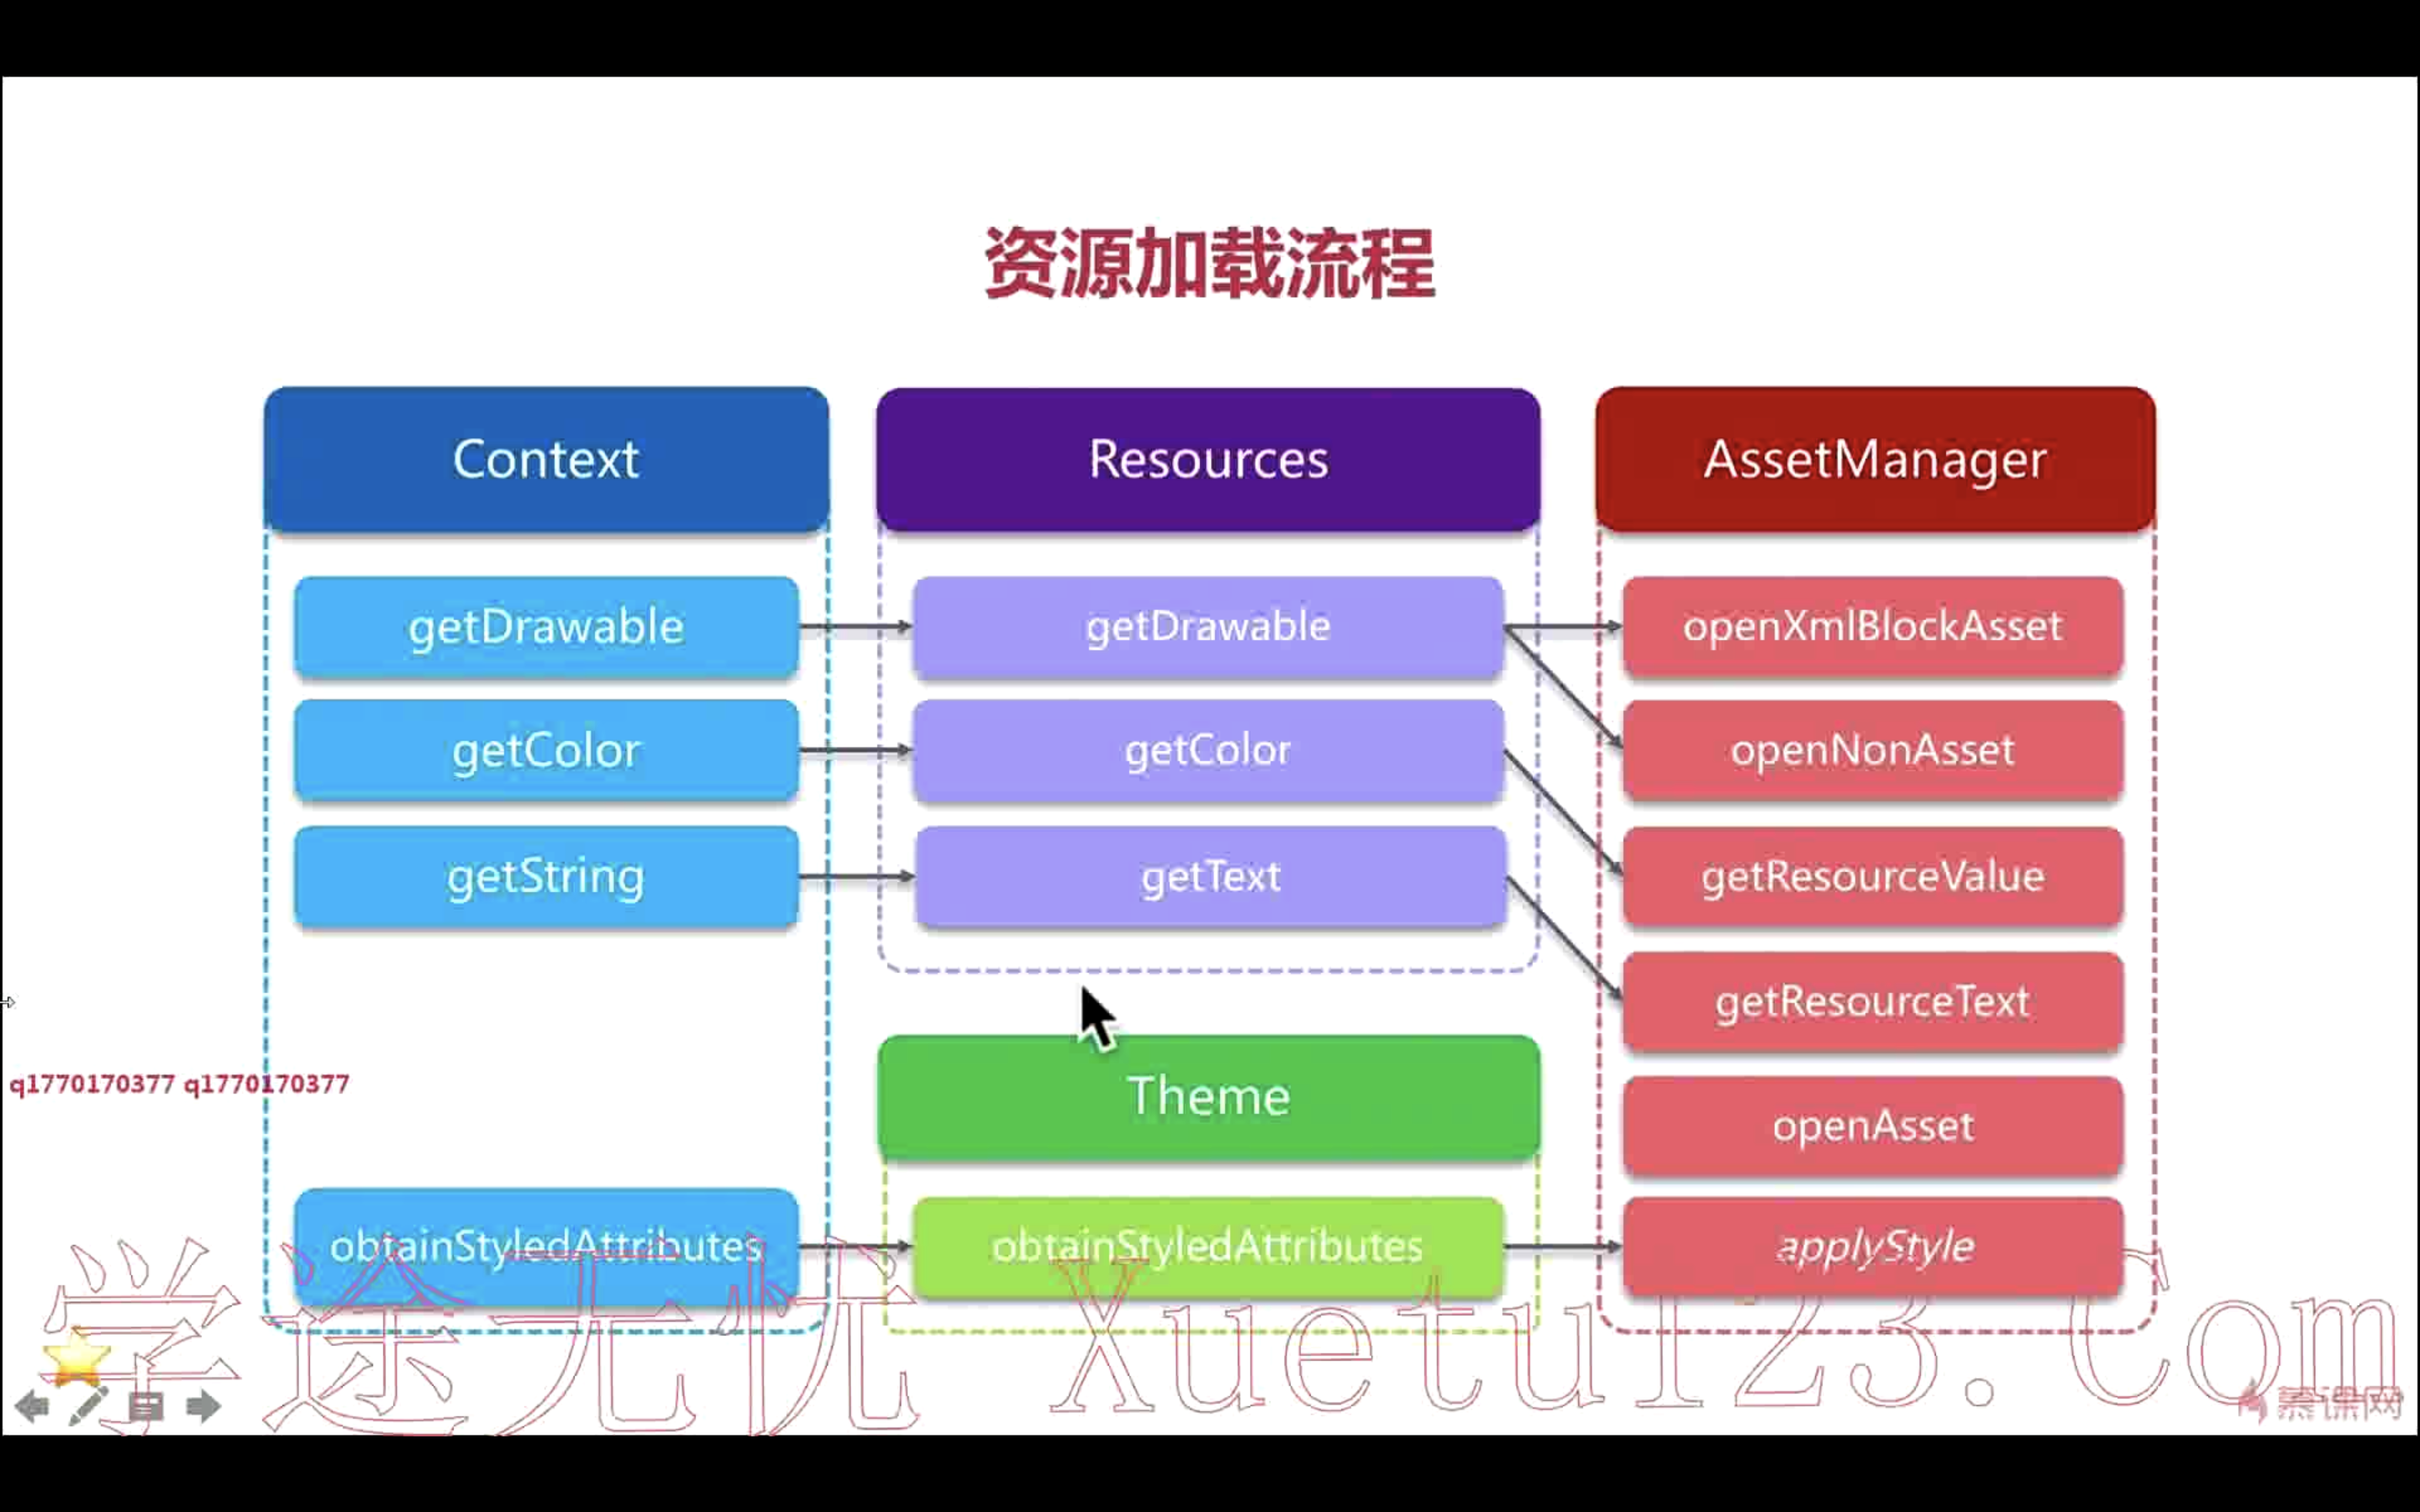 资源加载流程
Context
Resources
AssetManager
getDrawable
getDrawable
openXmlBlockAsset
getColor
getColor
openNonAsset
getString
getText
getResourceValue
getResourceText
q1770170377 q1770170377
Theme
openAsset
obtainStyledAttributes
obtainStyledAttributes
applyStyle
学途无忧 Xuetu123.Com
慕课网